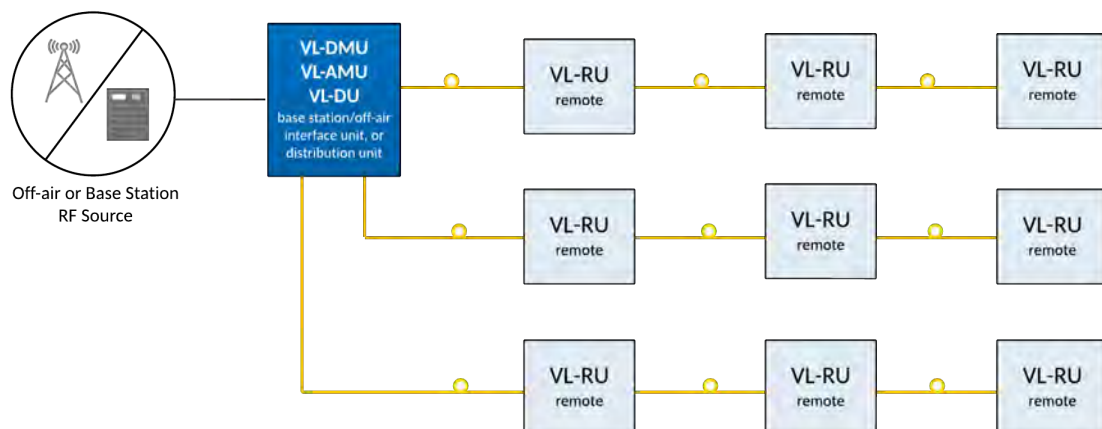 VL-DMU
VL-AMU
VL-DU
base station/off-air
interface unit, or
distribution unit
Off-air or Base Station
RF Source
VL-RU
remote
VL-RU
remote
VL-RU
remote
VL-RU
remote
VL-RU
remote
VL-RU
remote
VL-RU
remote
VL-RU
remote
VL-RU
remote